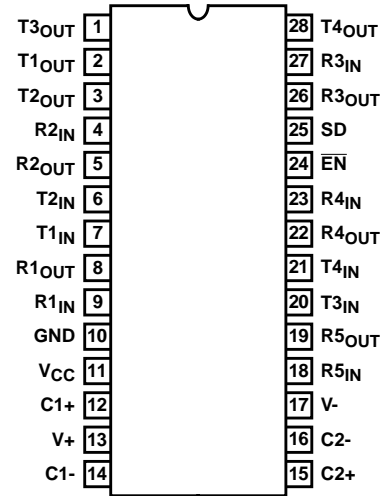 T3OUT 1 28 T4OUT
T1OUT 2 27 R3IN
T2OUT 3 26 R3OUT
R2IN 4 25 SD
R2OUT 5 24 E̅N̅
T2IN 6 23 R4IN
T1IN 7 22 R4OUT
R1OUT 8 21 T4IN
R1IN 9 20 T3IN
GND 10 19 R5OUT
VCC 11 18 R5IN
C1+ 12 17 V-
V+ 13 16 C2-
C1- 14 15 C2+